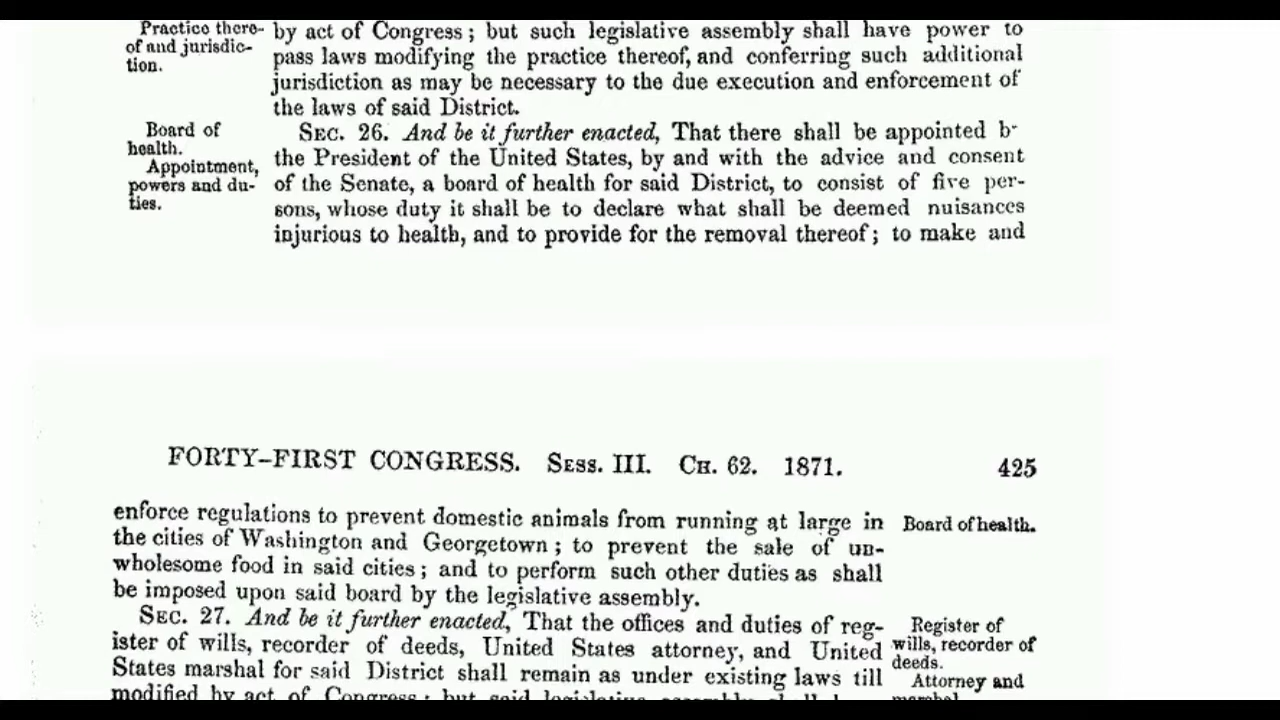 Practice there-
of and jurisdic-
tion.
by act of Congress; but such legislative assembly shall have power to
pass laws modifying the practice thereof, and conferring such additional
jurisdiction as may be necessary to the due execution and enforcement of
the laws of said District.
Board of
health.
Appointment,
powers and du-
ties.
SEC. 26. And be it further enacted, That there shall be appointed b
the President of the United States, by and with the advice and consent
of the Senate, a board of health for said District, to consist of five per-
sons, whose duty it shall be to declare what shall be deemed nuisances
injurious to health, and to provide for the removal thereof; to make and
FORTY-FIRST CONGRESS. SESS. III. CH. 62. 1871. 425
enforce regulations to prevent domestic animals from running at large in
the cities of Washington and Georgetown; to prevent the sale of un-
wholesome food in said cities; and to perform such other duties as shall
be imposed upon said board by the legislative assembly.
Board of health.
SEC. 27. And be it further enacted, That the offices and duties of reg-
ister of wills, recorder of deeds, United States attorney, and United
States marshal for said District shall remain as under existing laws till
modified by act of Congress; but said legislative assembly shall
Register of
wills, recorder of
deeds.
Attorney and
marshal.